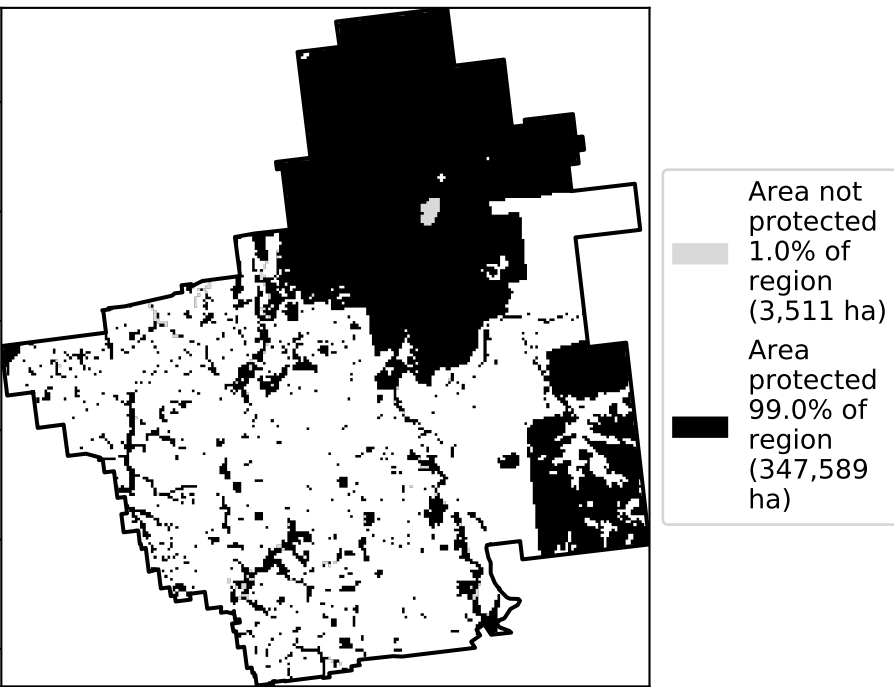 Area not
protected
1.0% of
region
(3,511 ha)
Area
protected
99.0% of
region
(347,589
ha)